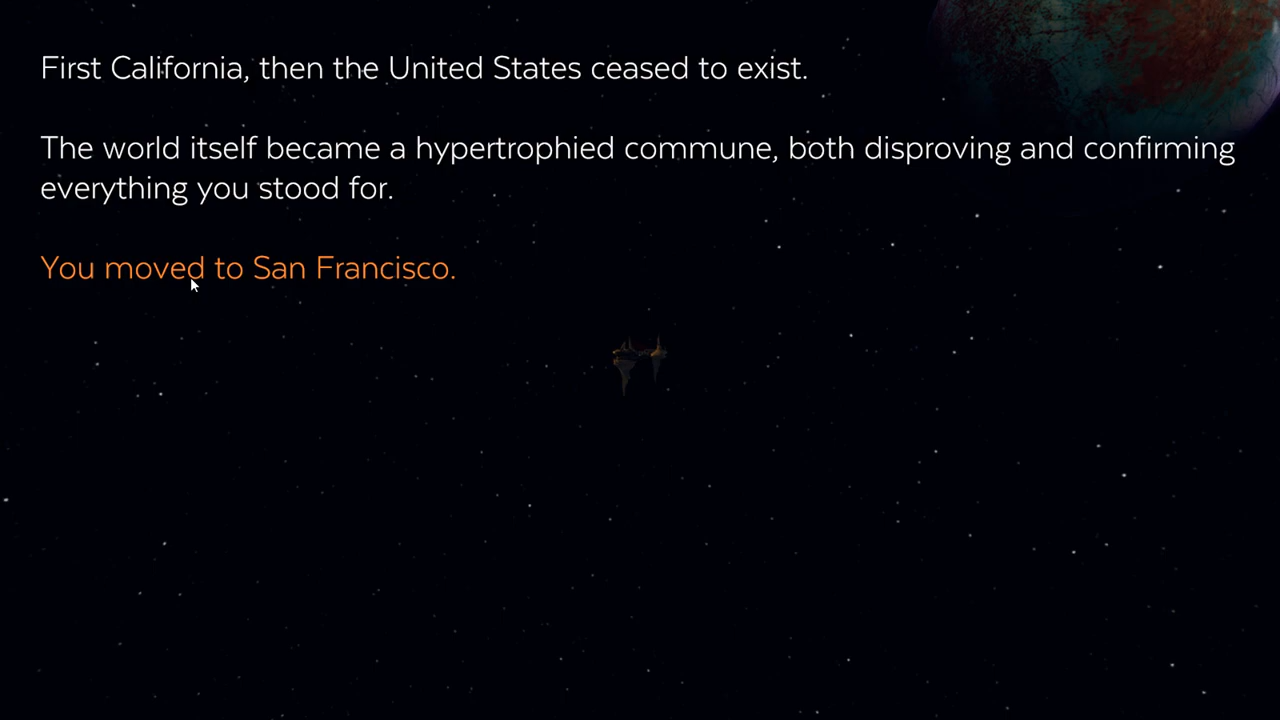 First California, then the United States ceased to exist.
The world itself became a hypertrophied commune, both disproving and confirming
everything you stood for.
You moved to San Francisco.